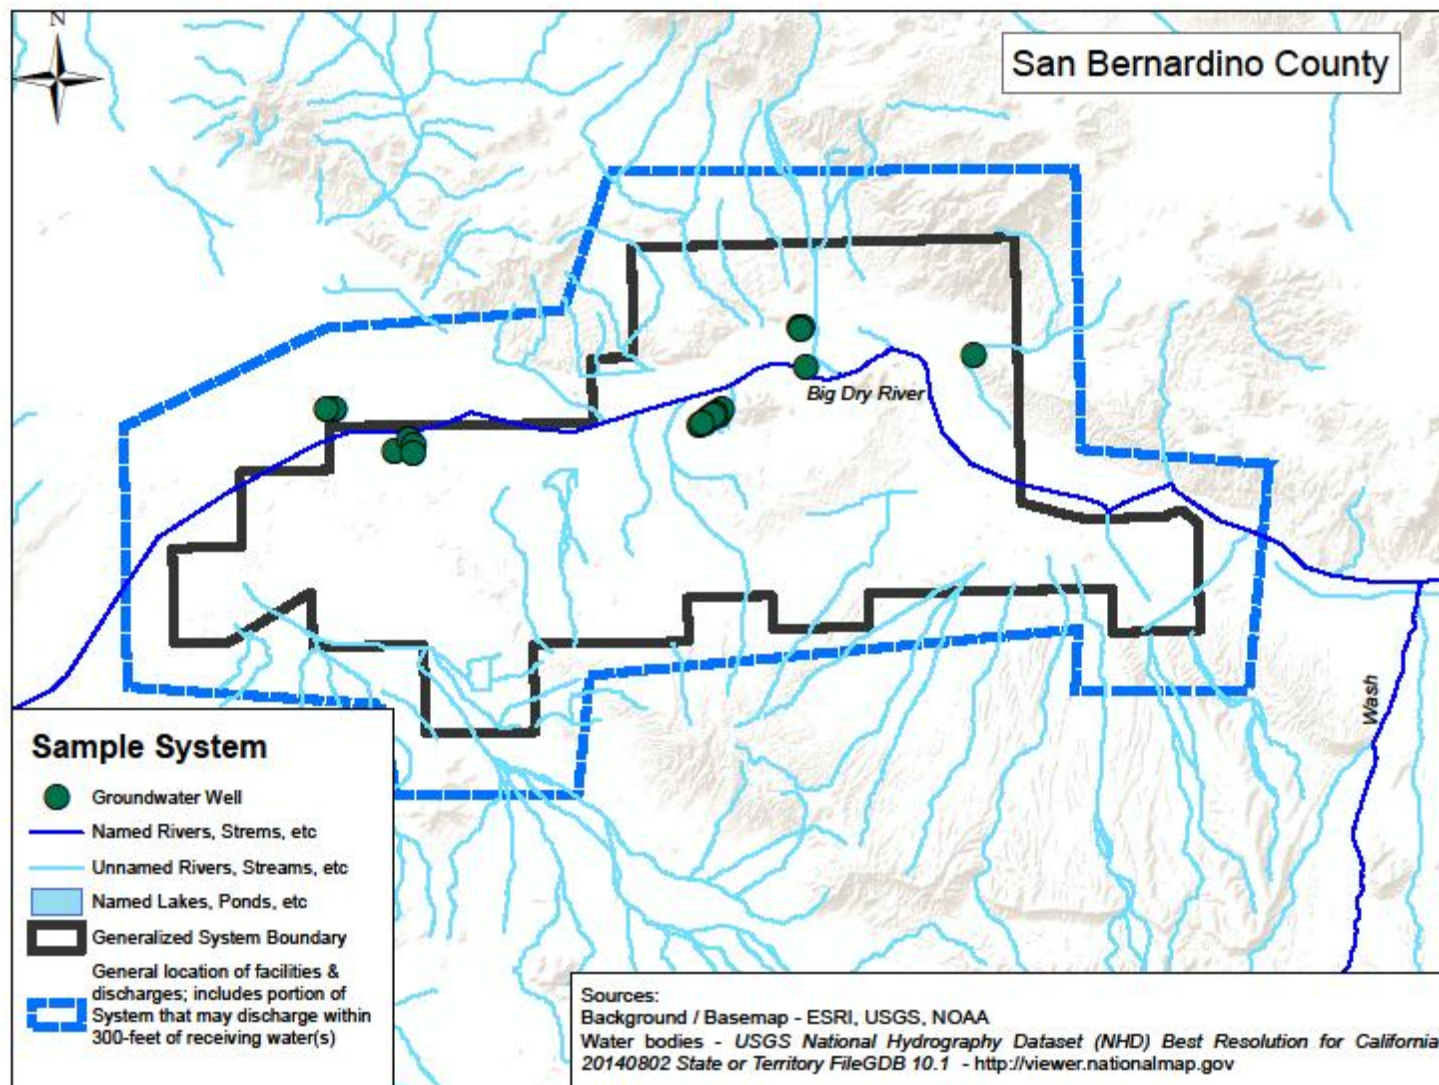 N
San Bernardino County
Big Dry River
Wash
Sample System
Groundwater Well
Named Rivers, Strems, etc
Unnamed Rivers, Streams, etc
Named Lakes, Ponds, etc
Generalized System Boundary
General location of facilities &
discharges; includes portion of
System that may discharge within
300-feet of receiving water(s)
Sources:
Background / Basemap - ESRI, USGS, NOAA
Water bodies - USGS National Hydrography Dataset (NHD) Best Resolution for California
20140802 State or Territory FileGDB 10.1 - http://viewer.nationalmap.gov